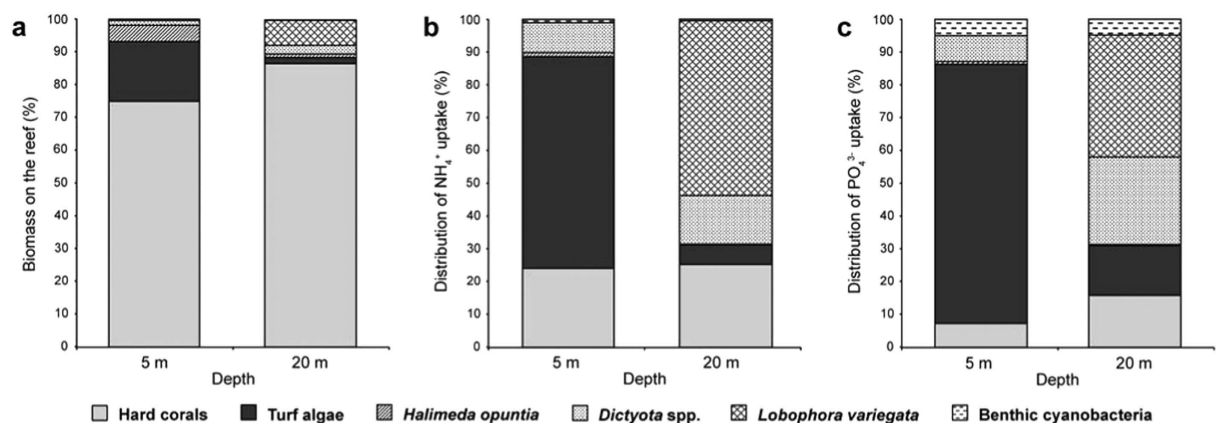 a
Biomass on the reef (%)
100
90
80
70
60
50
40
30
20
10
0
5 m
20 m
Depth
b
Distribution of NH₄⁺ uptake (%)
100
90
80
70
60
50
40
30
20
10
0
5 m
20 m
Depth
c
Distribution of PO₄³⁻ uptake (%)
100
90
80
70
60
50
40
30
20
10
0
5 m
20 m
Depth
Hard corals Turf algae Halimeda opuntia Dictyota spp. Lobophora variegata Benthic cyanobacteria